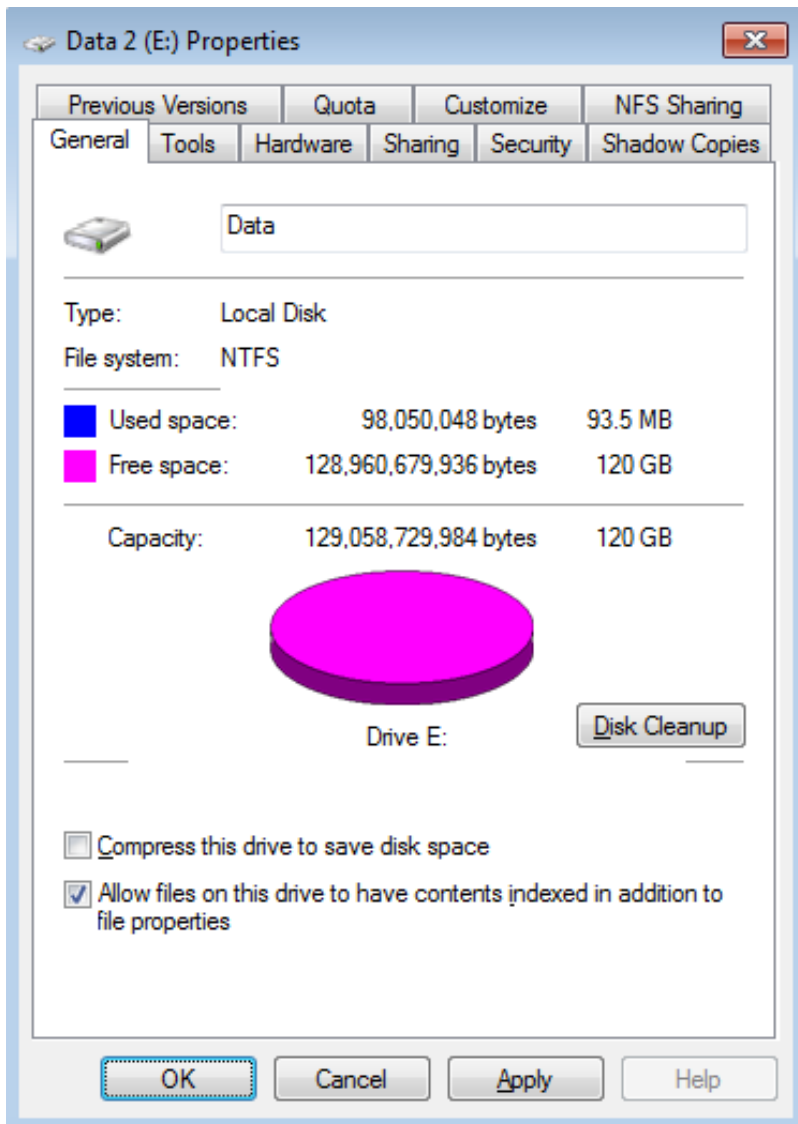 Data 2 (E:) Properties
Previous Versions Quota Customize NFS Sharing
General Tools Hardware Sharing Security Shadow Copies
Data
Type: Local Disk
File system: NTFS
Used space: 98,050,048 bytes 93.5 MB
Free space: 128,960,679,936 bytes 120 GB
Capacity: 129,058,729,984 bytes 120 GB
Drive E:
Disk Cleanup
Compress this drive to save disk space
Allow files on this drive to have contents indexed in addition to
file properties
OK Cancel Apply Help